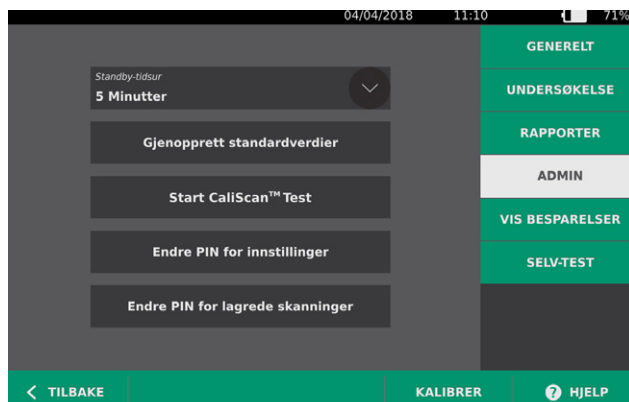 04/04/2018 11:10 71%
Standby-tidsur
5 Minutter
Gjenopprett standardverdier
Start CaliScan™ Test
Endre PIN for innstillinger
Endre PIN for lagrede skanninger
GENERELT
UNDERSØKELSE
RAPPORTER
ADMIN
VIS BESPARELSER
SELV-TEST
TILBAKE
KALIBRER
? HJELP